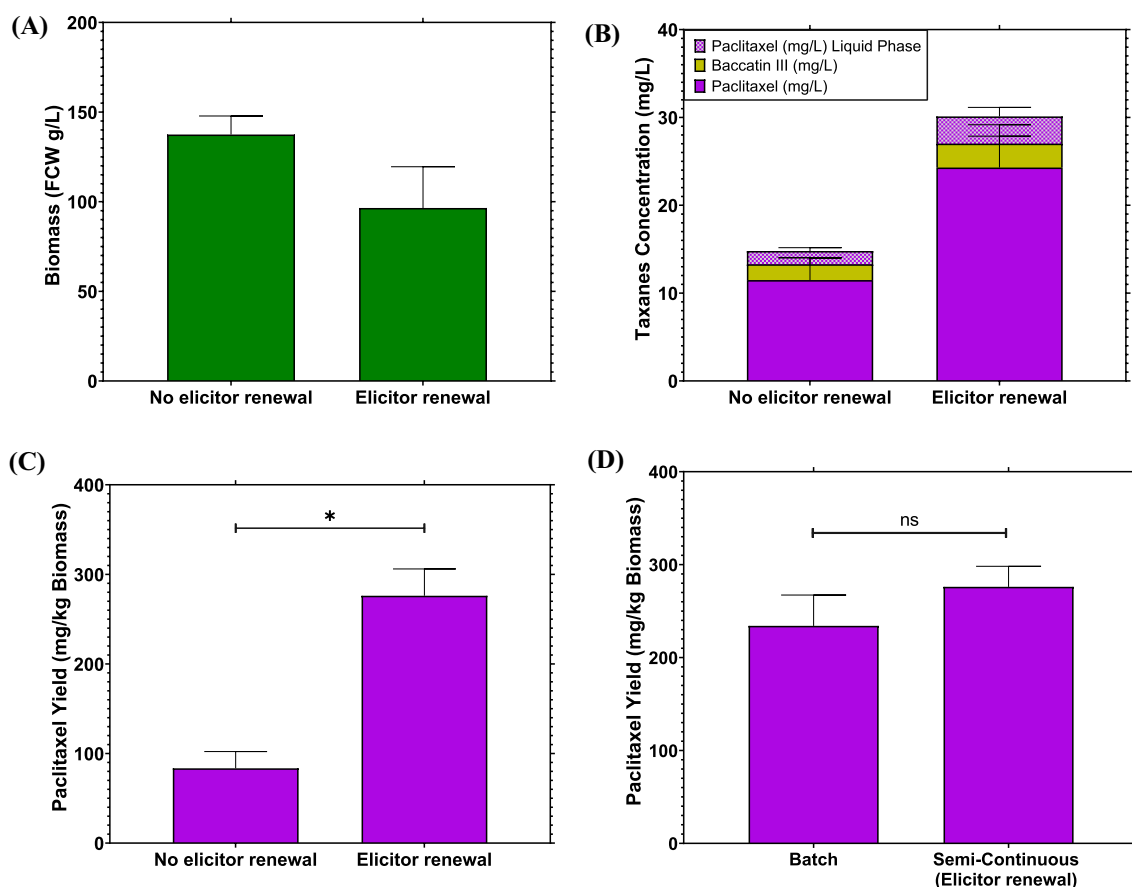 (A)
Biomass (FCW g/L)
200
150
100
50
0
No elicitor renewal
Elicitor renewal
(B)
Taxanes Concentration (mg/L)
40
30
20
10
0
Paclitaxel (mg/L) Liquid Phase
Baccatin III (mg/L)
Paclitaxel (mg/L)
No elicitor renewal
Elicitor renewal
(C)
Paclitaxel Yield (mg/kg Biomass)
400
300
200
100
0
*
No elicitor renewal
Elicitor renewal
(D)
Paclitaxel Yield (mg/kg Biomass)
400
300
200
100
0
ns
Batch
Semi-Continuous
(Elicitor renewal)